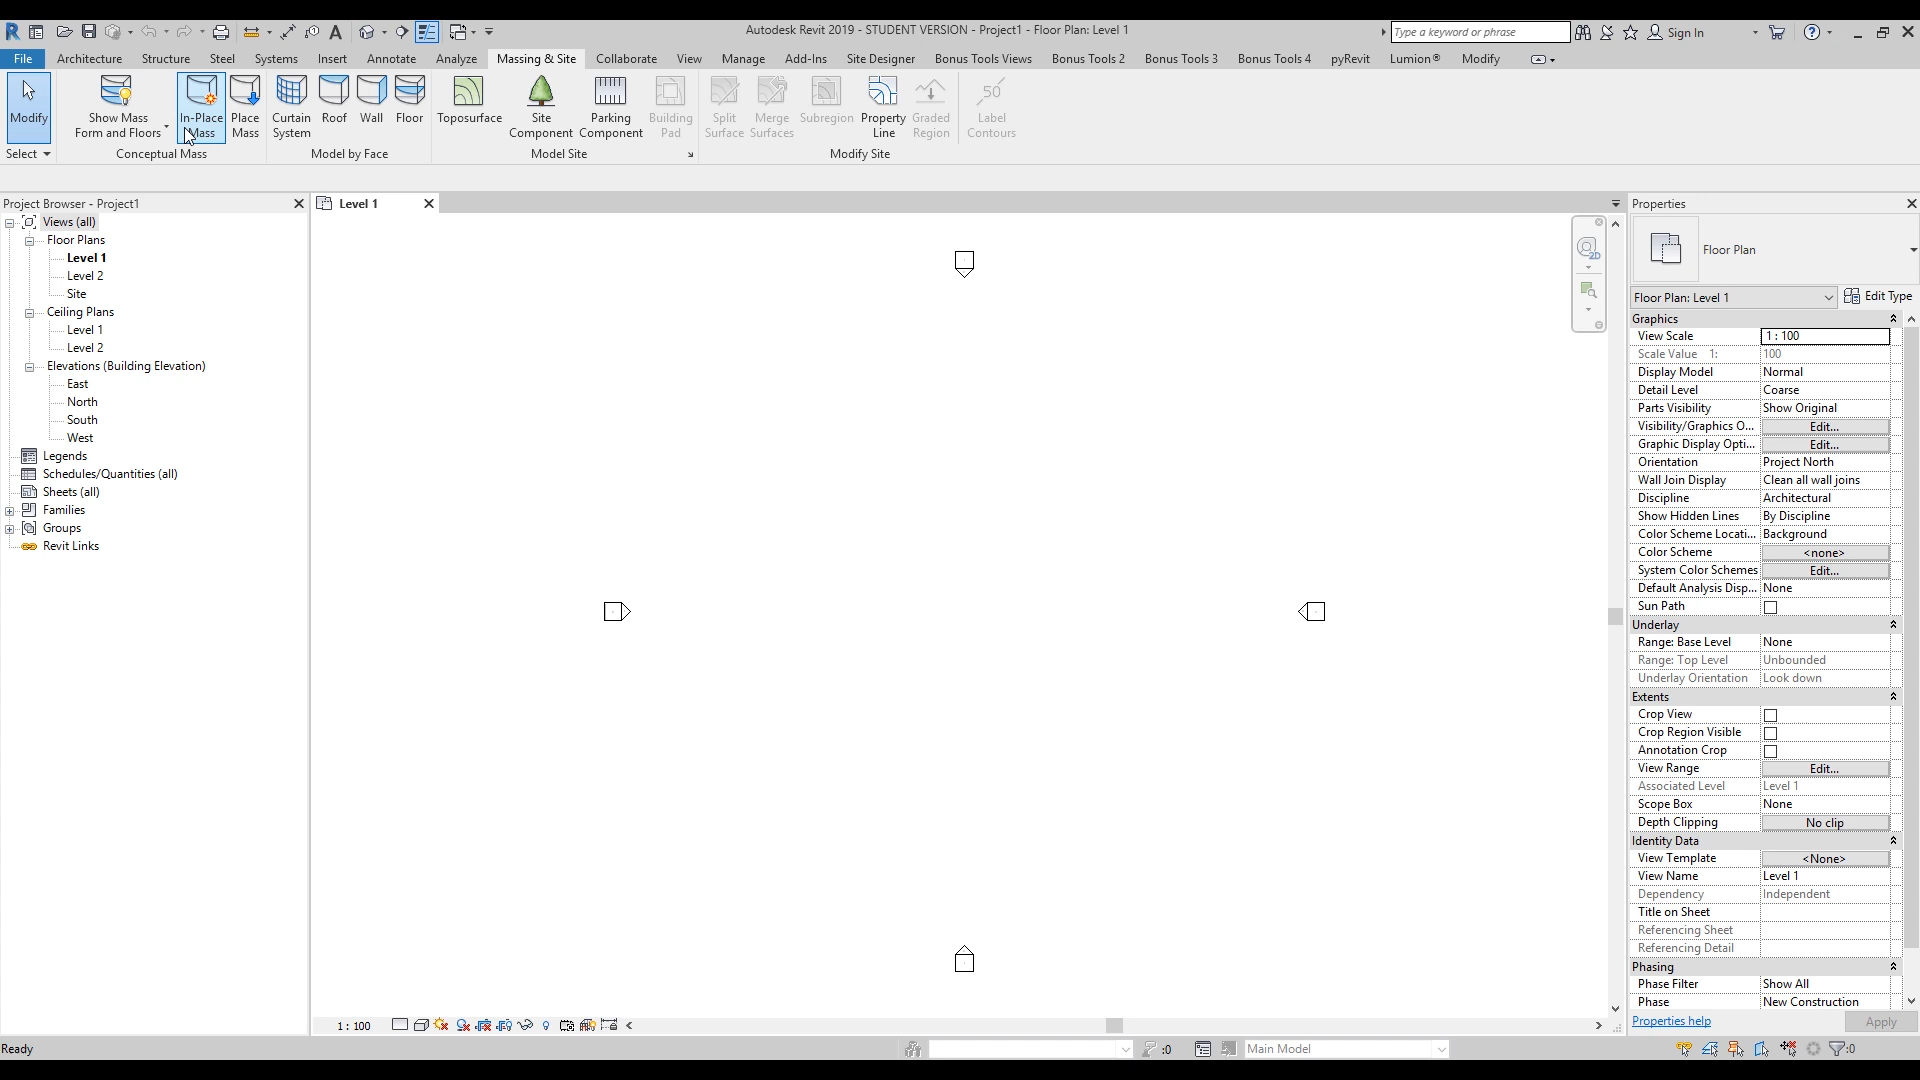 Autodesk Revit 2019 - STUDENT VERSION - Project1 - Floor Plan: Level 1
Type a keyword or phrase
Sign In
File Architecture Structure Steel Systems Insert Annotate Analyze Massing & Site Collaborate View Manage Add-Ins Site Designer Bonus Tools Views Bonus Tools 2 Bonus Tools 3 Bonus Tools 4 pyRevit Lumion® Modify
Modify
Show Mass
Form and Floors
In-Place
Mass
Place
Mass
Curtain
System
Roof
Wall
Floor
Toposurface
Site
Component
Parking
Component
Building
Pad
Split
Surface
Merge
Surfaces
Subregion
Property
Line
Graded
Region
50
Label
Contours
Select
Conceptual Mass
Model by Face
Model Site
Modify Site
Project Browser - Project1
Views (all)
Floor Plans
Level 1
Level 2
Site
Ceiling Plans
Level 1
Level 2
Elevations (Building Elevation)
East
North
South
West
Legends
Schedules/Quantities (all)
Sheets (all)
Families
Groups
Revit Links
Level 1
2D
1 : 100
Properties
Floor Plan
Floor Plan: Level 1
Edit Type
Graphics
View Scale 1 : 100
Scale Value 1: 100
Display Model Normal
Detail Level Coarse
Parts Visibility Show Original
Visibility/Graphics O... Edit...
Graphic Display Opti... Edit...
Orientation Project North
Wall Join Display Clean all wall joins
Discipline Architectural
Show Hidden Lines By Discipline
Color Scheme Locati... Background
Color Scheme <none>
System Color Schemes Edit...
Default Analysis Disp... None
Sun Path
Underlay
Range: Base Level None
Range: Top Level Unbounded
Underlay Orientation Look down
Extents
Crop View
Crop Region Visible
Annotation Crop
View Range Edit...
Associated Level Level 1
Scope Box None
Depth Clipping No clip
Identity Data
View Template <None>
View Name Level 1
Dependency Independent
Title on Sheet
Referencing Sheet
Referencing Detail
Phasing
Phase Filter Show All
Phase New Construction
Properties help
Apply
Ready
:0
Main Model
:0